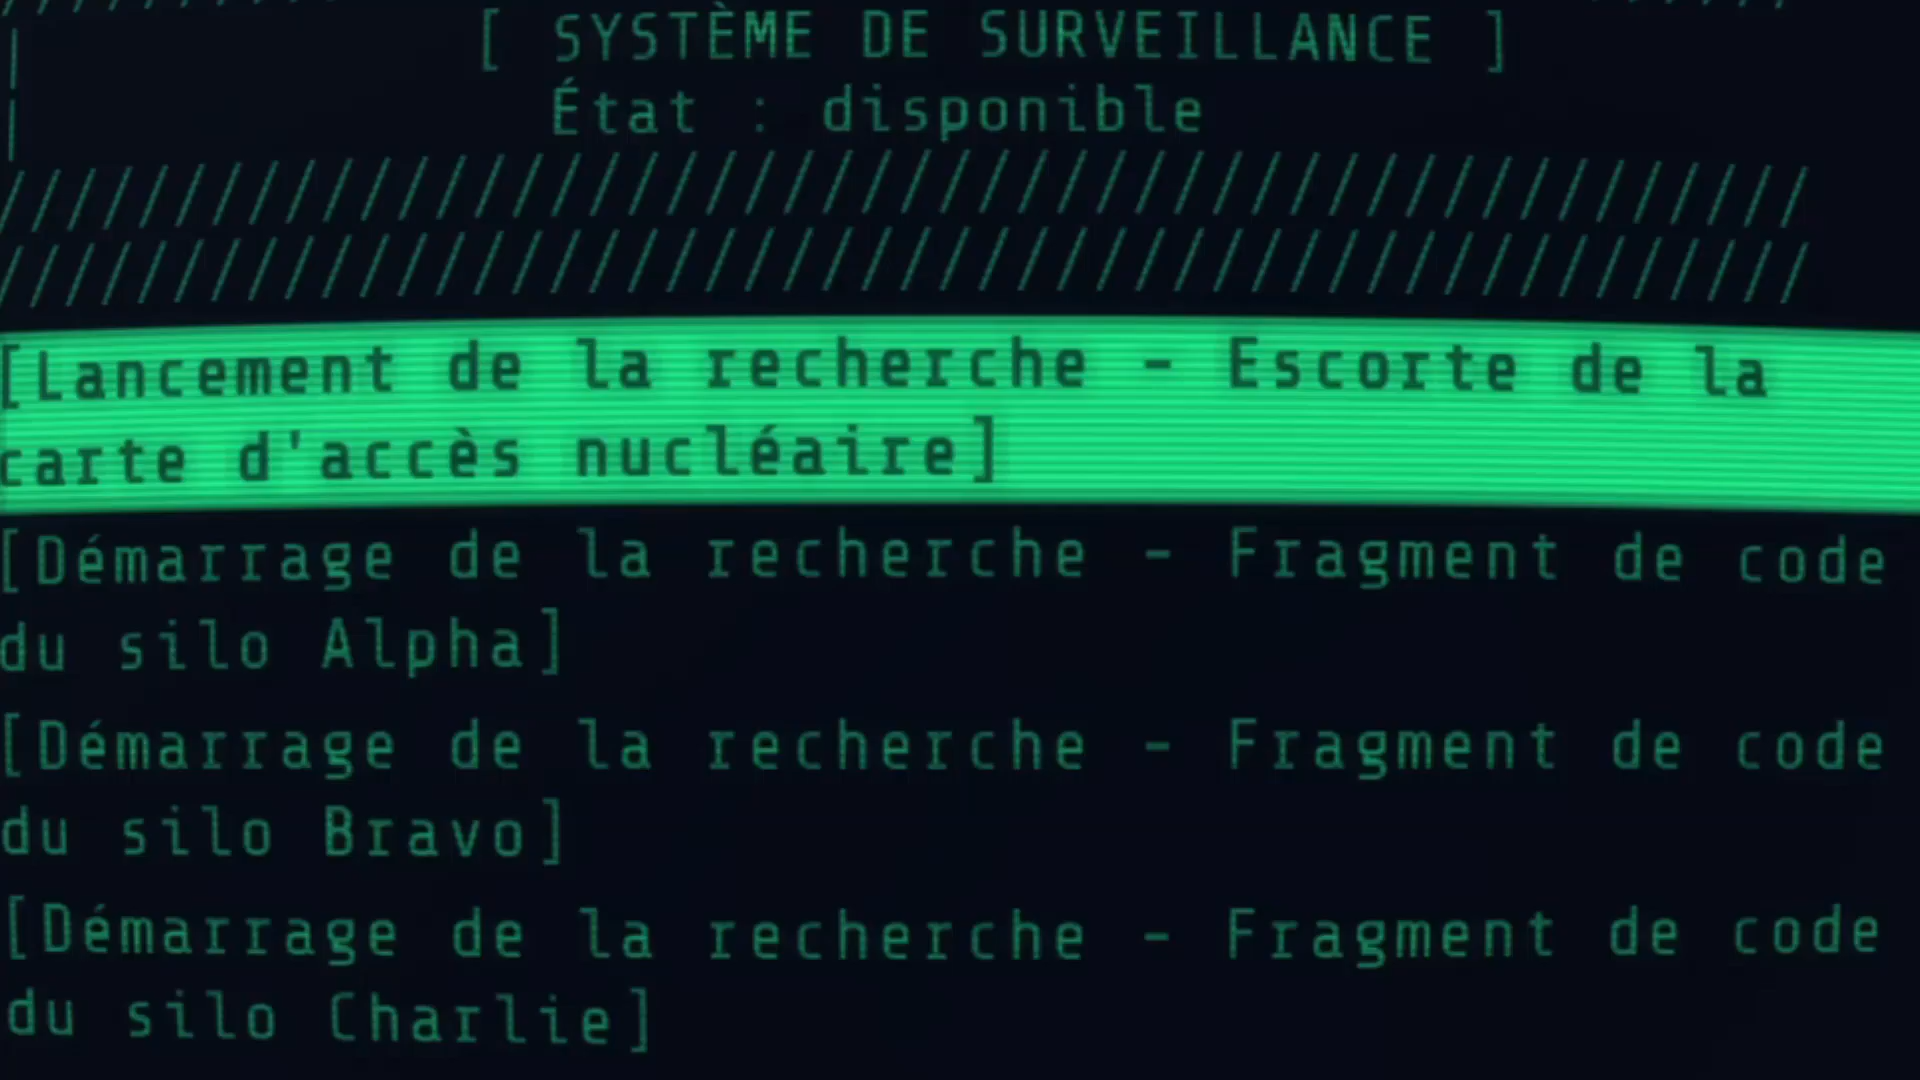 [ SYSTÈME DE SURVEILLANCE ]
État : disponible
//////////////////////////////////////////////////
//////////////////////////////////////////////////
[Lancement de la recherche - Escorte de la
carte d'accès nucléaire]
[Démarrage de la recherche - Fragment de code
du silo Alpha]
[Démarrage de la recherche - Fragment de code
du silo Bravo]
[Démarrage de la recherche - Fragment de code
du silo Charlie]